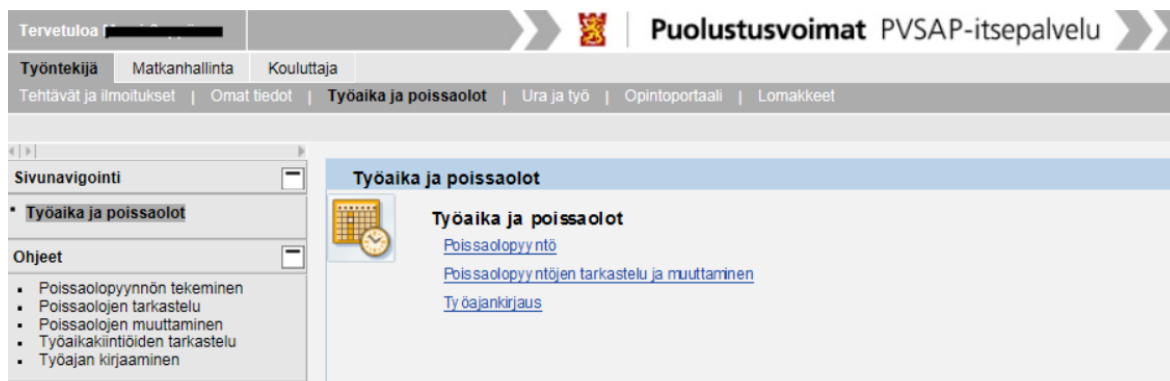 Tervetuloa
Puolustusvoimat PVSAP-itsepalvelu
Työntekijä Matkanhallinta Kouluttaja
Tehtävät ja ilmoitukset | Omat tiedot | Työaika ja poissaolot | Ura ja työ | Opintoportaali | Lomakkeet
Sivunavigointi
Työaika ja poissaolot
Ohjeet
Poissaolopyynnön tekeminen
Poissaolojen tarkastelu
Poissaolojen muuttaminen
Työaikakiintiöiden tarkastelu
Työajan kirjaaminen
Työaika ja poissaolot
Työaika ja poissaolot
Poissaolopyyntö
Poissaolopyyntöjen tarkastelu ja muuttaminen
Työajankirjaus